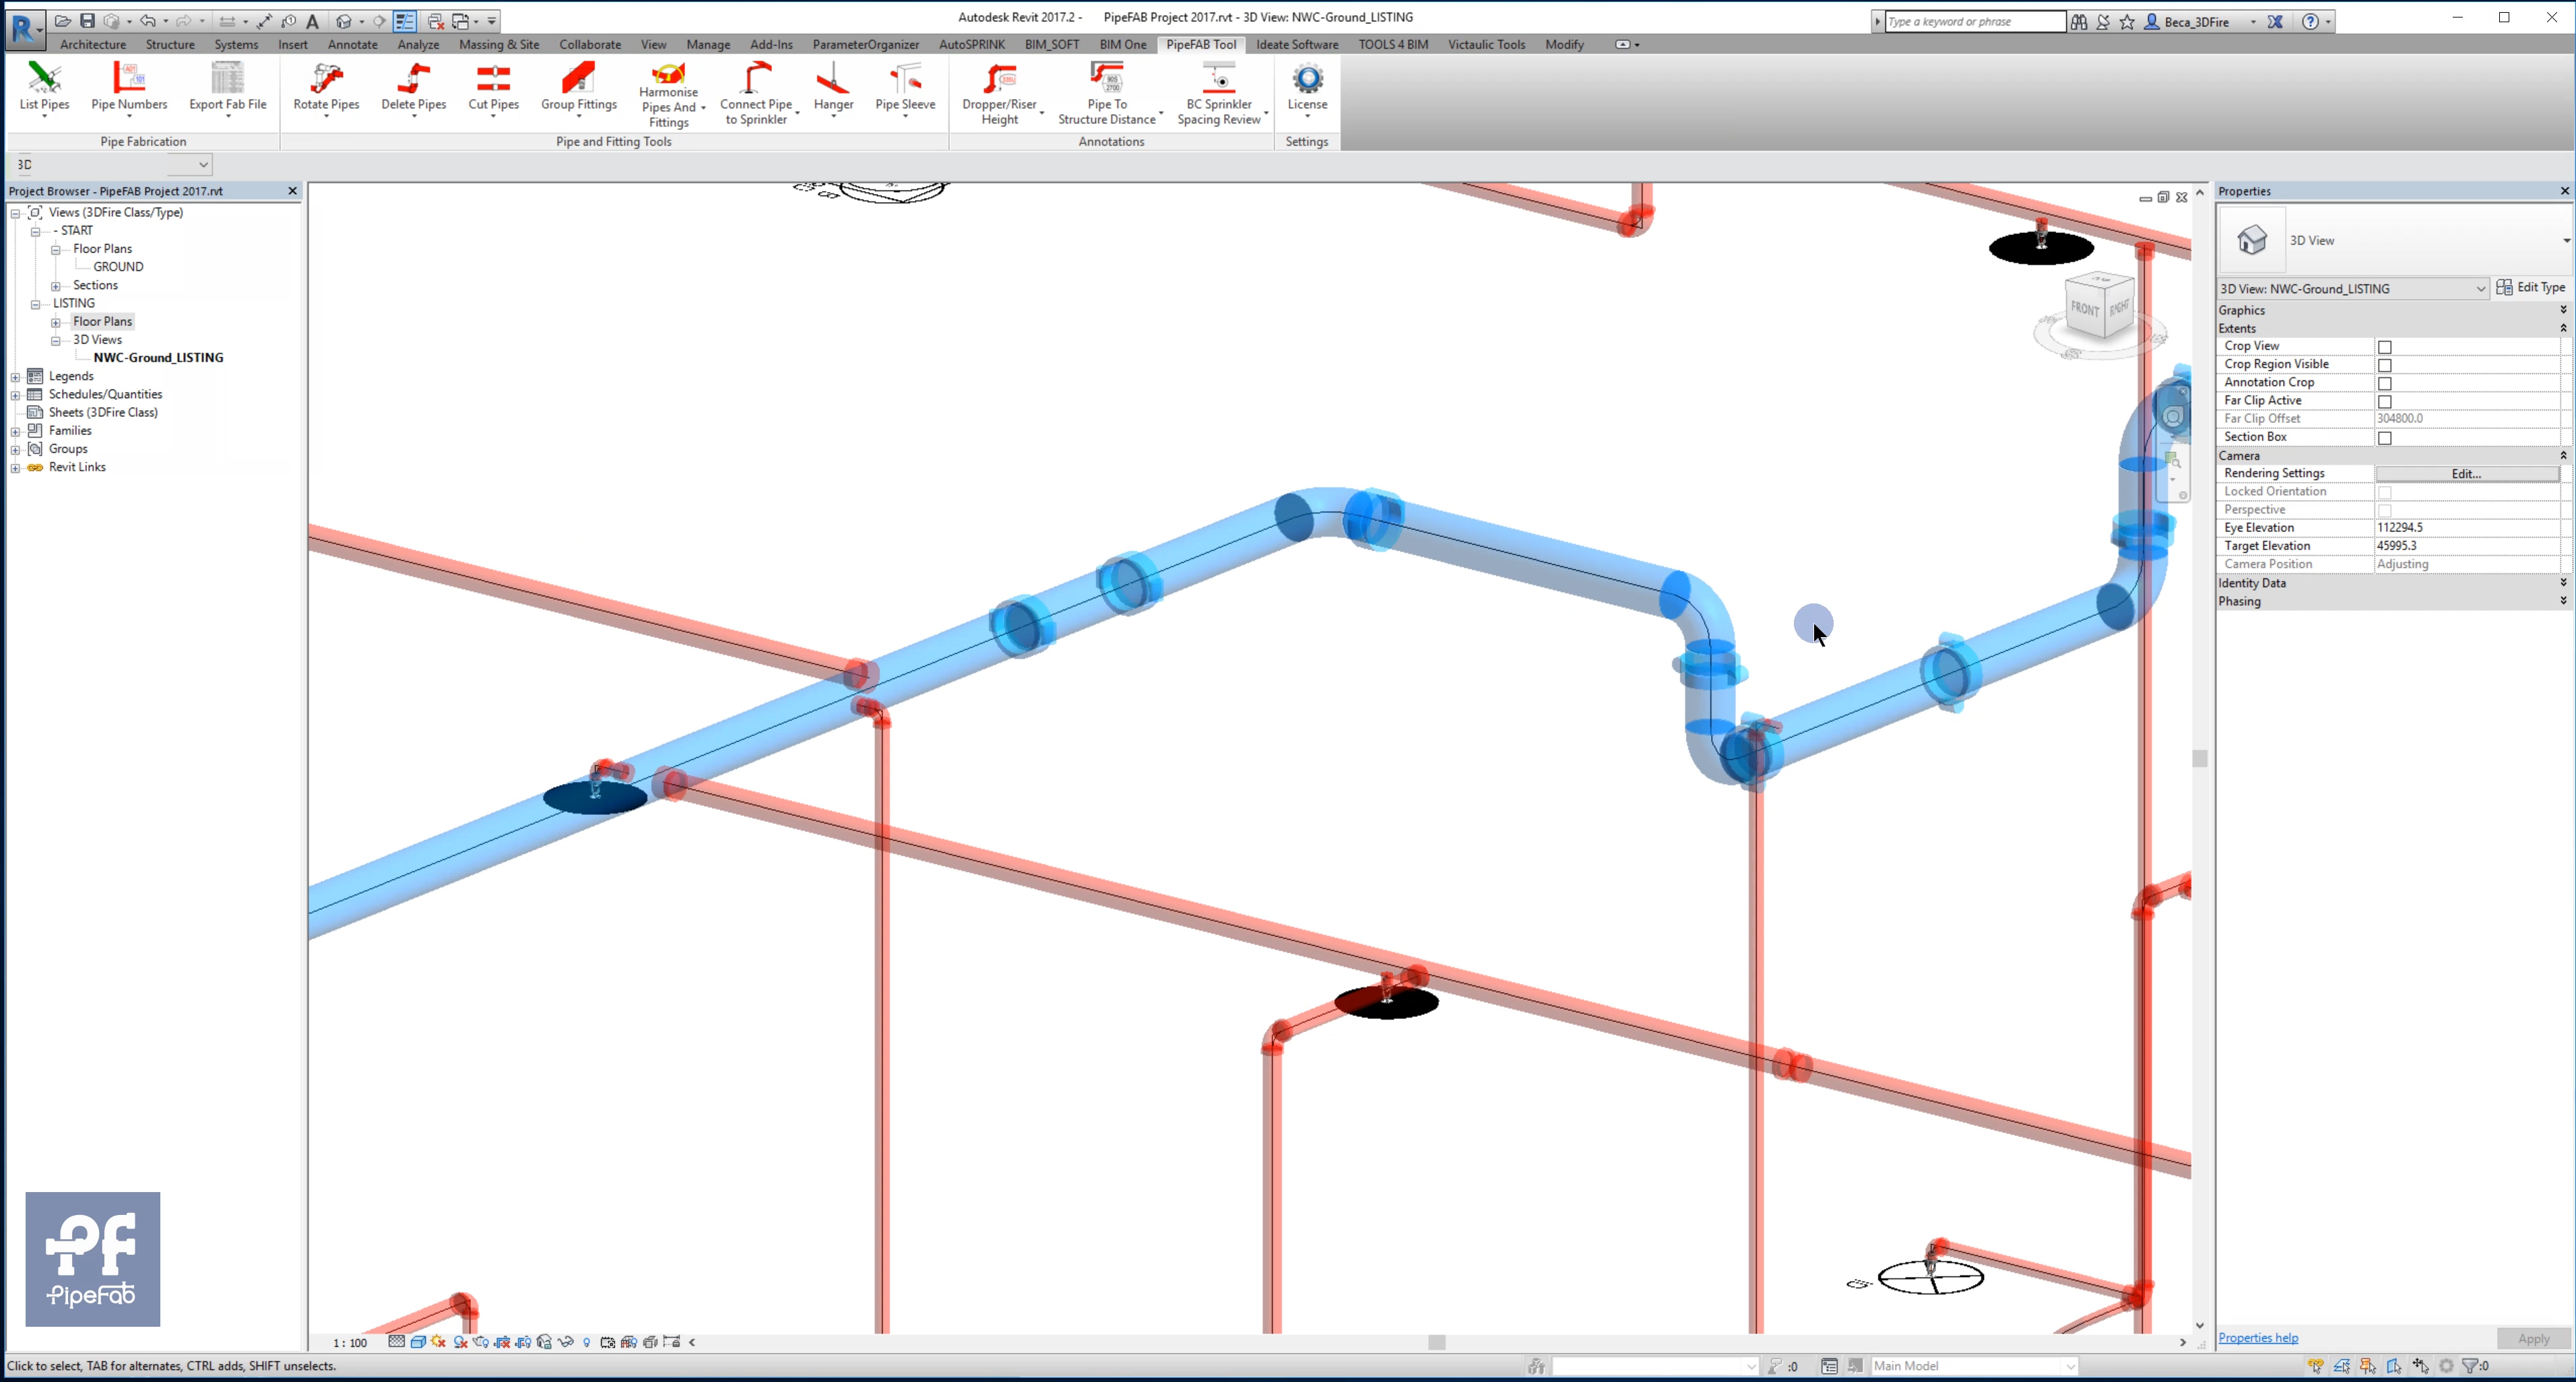 Autodesk Revit 2017.2 - PipeFAB Project 2017.rvt - 3D View: NWC-Ground_LISTING
Type a keyword or phrase
Beca_3DFire
Architecture Structure Systems Insert Annotate Analyze Massing & Site Collaborate View Manage Add-Ins ParameterOrganizer AutoSPRINK BIM_SOFT BIM One PipeFAB Tool Ideate Software TOOLS 4 BIM Victaulic Tools Modify
List Pipes
Pipe Numbers
Export Fab File
Rotate Pipes
Delete Pipes
Cut Pipes
Group Fittings
Harmonise
Pipes And
Fittings
Connect Pipe
to Sprinkler
Hanger
Pipe Sleeve
Dropper/Riser
Height
Pipe To
Structure Distance
BC Sprinkler
Spacing Review
License
Pipe Fabrication
Pipe and Fitting Tools
Annotations
Settings
3D
Project Browser - PipeFAB Project 2017.rvt
Views (3DFire Class/Type)
- START
Floor Plans
GROUND
Sections
LISTING
Floor Plans
3D Views
NWC-Ground_LISTING
Legends
Schedules/Quantities
Sheets (3DFire Class)
Families
Groups
Revit Links
FRONT
RIGHT
Properties
3D View
3D View: NWC-Ground_LISTING
Edit Type
Graphics
Extents
Crop View
Crop Region Visible
Annotation Crop
Far Clip Active
Far Clip Offset 304800.0
Section Box
Camera
Rendering Settings Edit...
Locked Orientation
Perspective
Eye Elevation 112294.5
Target Elevation 45995.3
Camera Position Adjusting
Identity Data
Phasing
PF
PipeFab
1 : 100
Properties help
Apply
Click to select, TAB for alternates, CTRL adds, SHIFT unselects.
:0
Main Model
:0